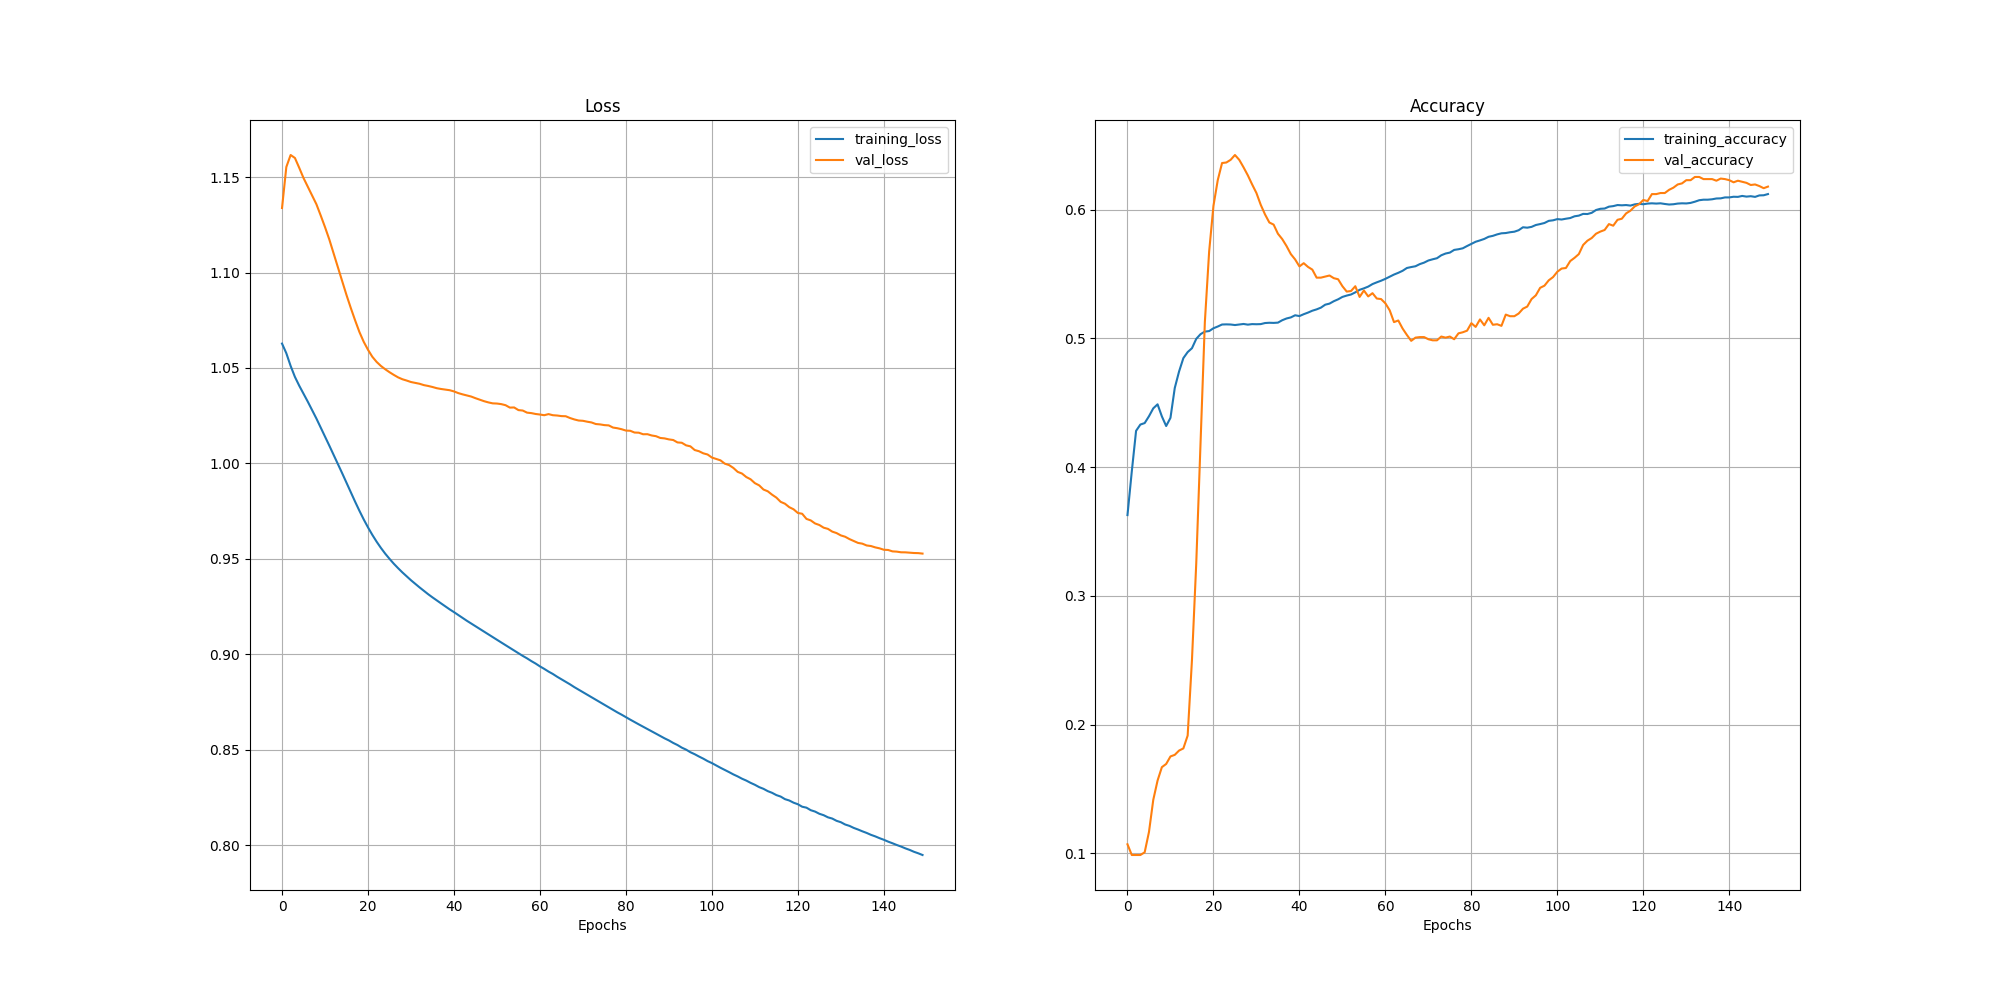 Loss
training_loss
val_loss
1.15
1.10
1.05
1.00
0.95
0.90
0.85
0.80
0 20 40 60 80 100 120 140
Epochs
Accuracy
training_accuracy
val_accuracy
0.6
0.5
0.4
0.3
0.2
0.1
0 20 40 60 80 100 120 140
Epochs